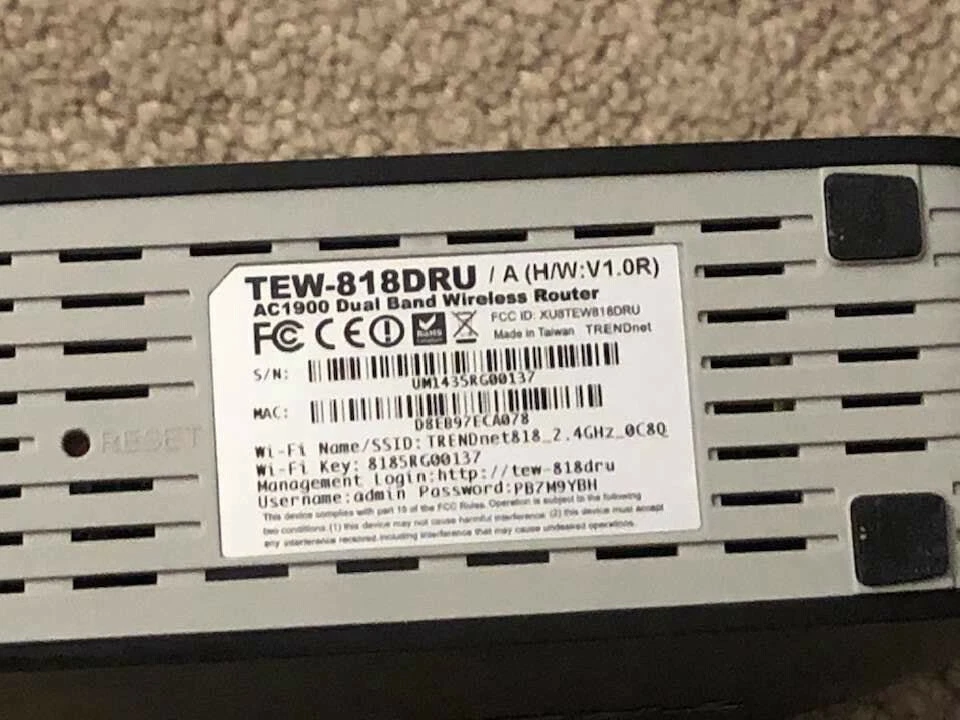 TEW-818DRU / A (H/W:V1.0R)
AC1900 Dual Band Wireless Router
FCC ID: XU8TEW818DRU
RoHS
Made in Taiwan TRENDnet
S/N:
UM1435RG00137
MAC:
D8EB97ECA078
RESET
Wi-Fi Name/SSID: TRENDnet818_2.4GHz_0C8Q
Wi-Fi Key: 8185RG00137
Management Login:http://tew-818dru
Username:admin Password:PB7M9YBH
This device complies with part 15 of the FCC Rules. Operation is subject to the following
two conditions. (1) this device may not cause harmful interference. (2) this device must accept
any interference received, including interference that may cause undesired operations.